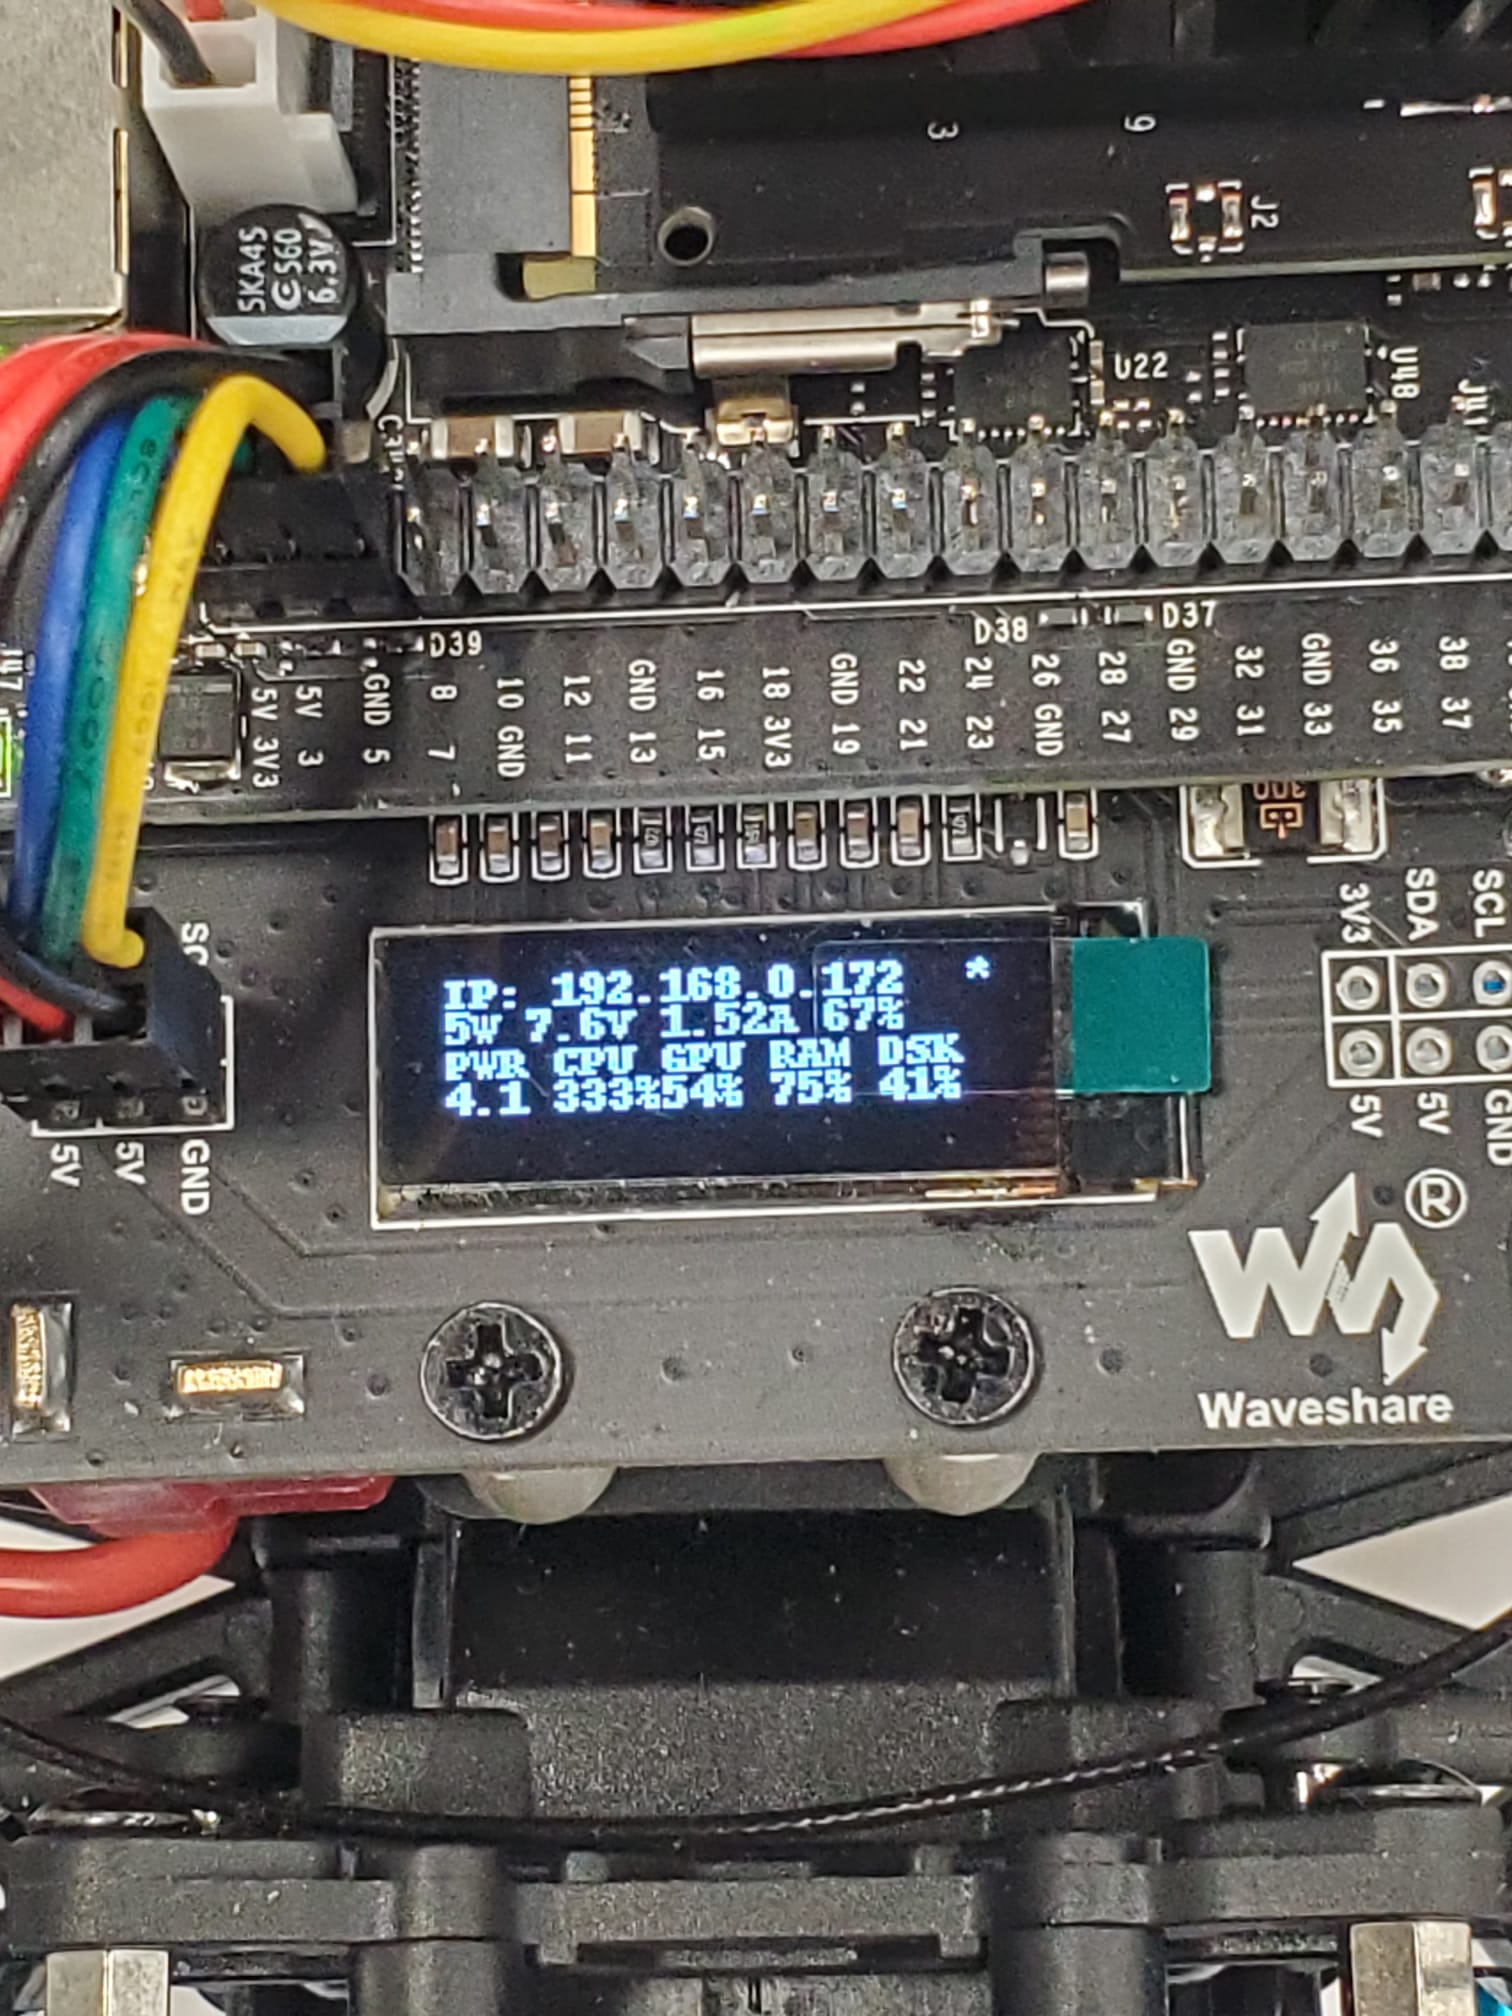 SKA4S
560
6.3V
3
9
J2
U22
U48
D39
D38
D37
5V 5V GND 8 10 12 GND 16 18 GND 22 24 26 28 GND 32 GND 36 38
3V3 3 5 7 GND 11 13 15 3V3 19 21 23 GND 27 29 31 33 35 37
3V3 SDA SCL
IP: 192.168.0.172 *
5W 7.6V 1.52A 67%
PWR CPU GPU RAM DSK
4.1 333%54% 75% 41%
5V 5V GND
5V 5V GND
®
Waveshare